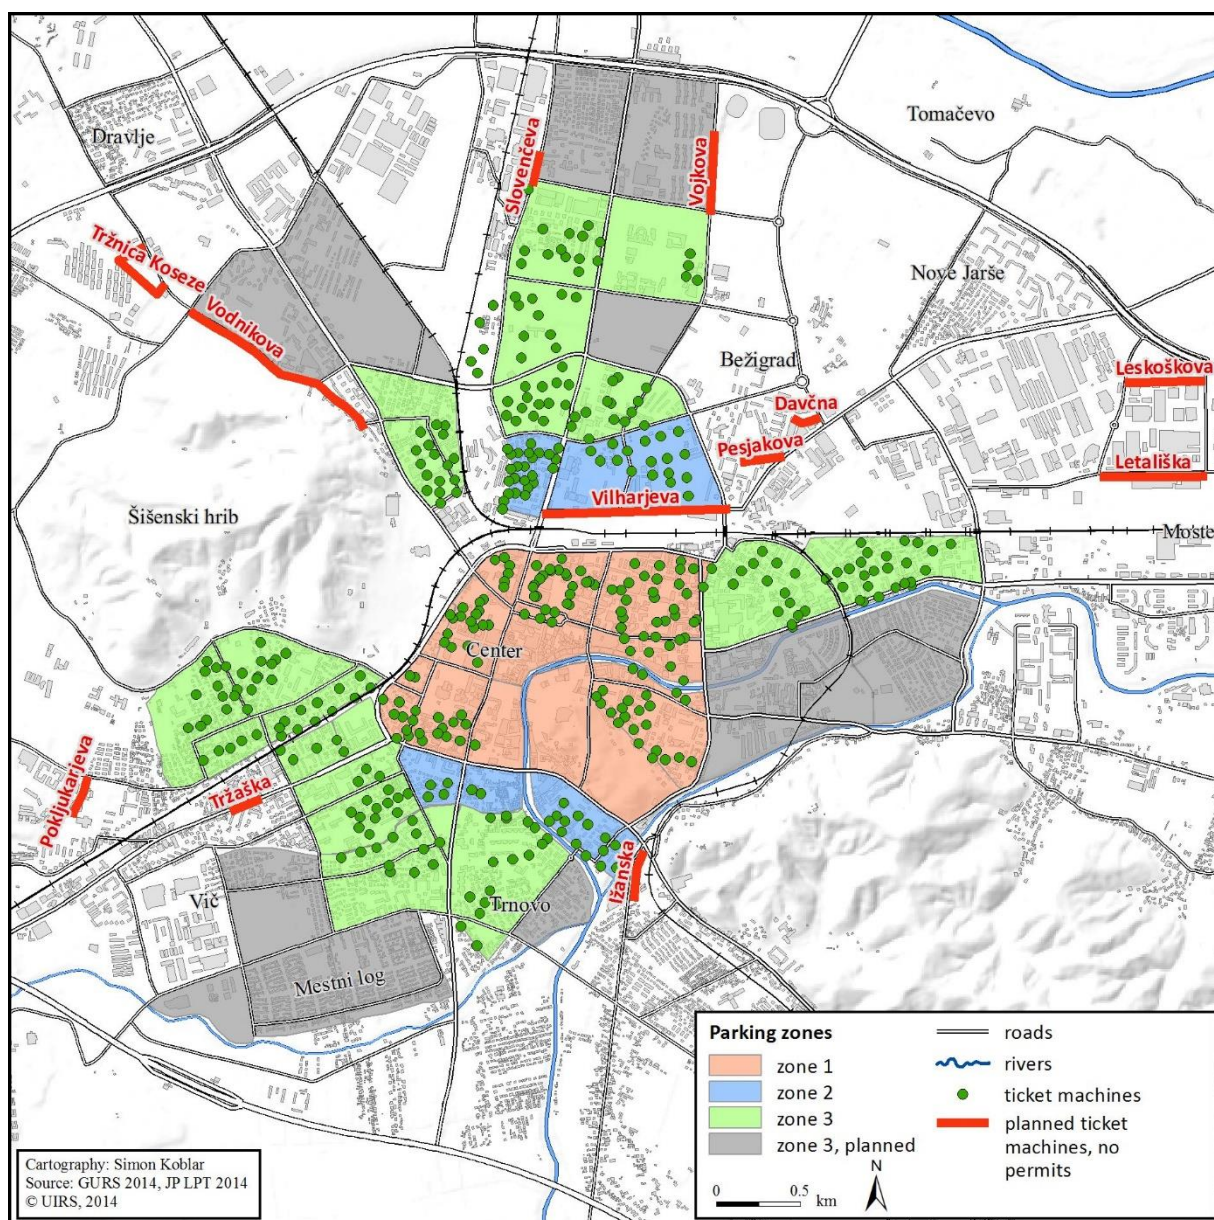 Tomačevo
Dravlje
Slovenčeva
Vojkova
Tržnica Koseze
Nove Jarše
Vodnikova
Bežigrad
Leskoškova
Davčna
Pesjakova
Letališka
Vilharjeva
Šišenski hrib
Moste
Center
Pokljukarjeva
Tržaška
Ižanska
Vič
Trnovo
Mestni log
Parking zones
zone 1
zone 2
zone 3
zone 3, planned
roads
rivers
ticket machines
planned ticket
machines, no
permits
N
0 0.5
km
Cartography: Simon Koblar
Source: GURS 2014, JP LPT 2014
© UIRS, 2014